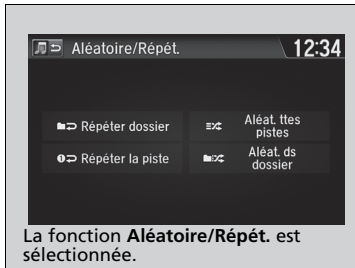 Aléatoire/Répét.
12:34
Répéter dossier
Aléat. ttes
pistes
Répéter la piste
Aléat. ds
dossier
La fonction Aléatoire/Répét. est
sélectionnée.